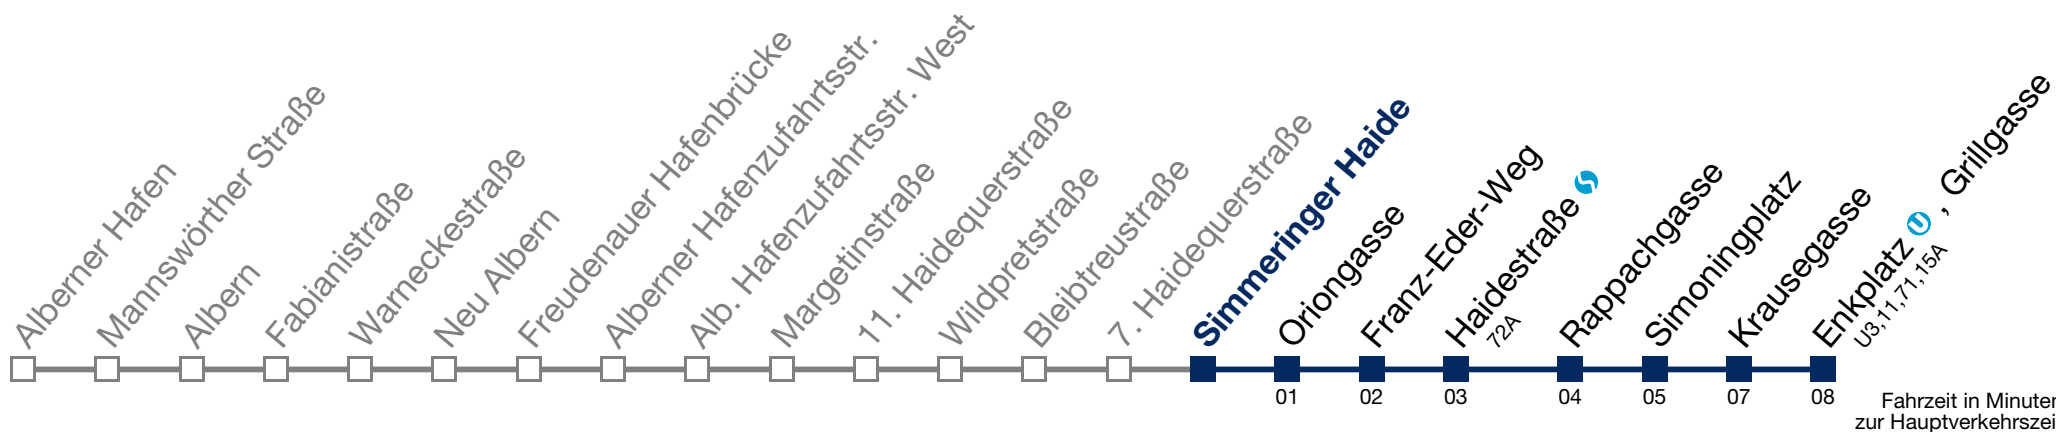 Alberner Hafen
Mannswörther Straße
Albern
Fabianistraße
Warneckestraße
Neu Albern
Freudenauer Hafenbrücke
Alberner Hafenzufahrtsstr.
Alb. Hafenzufahrtsstr. West
Margetinstraße
11. Haidequerstraße
Wildpretstraße
Bleibtreustraße
7. Haidequerstraße
Simmeringer Haide
Oriongasse
Franz-Eder-Weg
Haidestraße S
72A
Rappachgasse
Simoningplatz
Krausegasse
Enkplatz U , Grillgasse
U3,11,71,15A
01 02 03 04 05 07 08
Fahrzeit in Minuten
zur Hauptverkehrszei